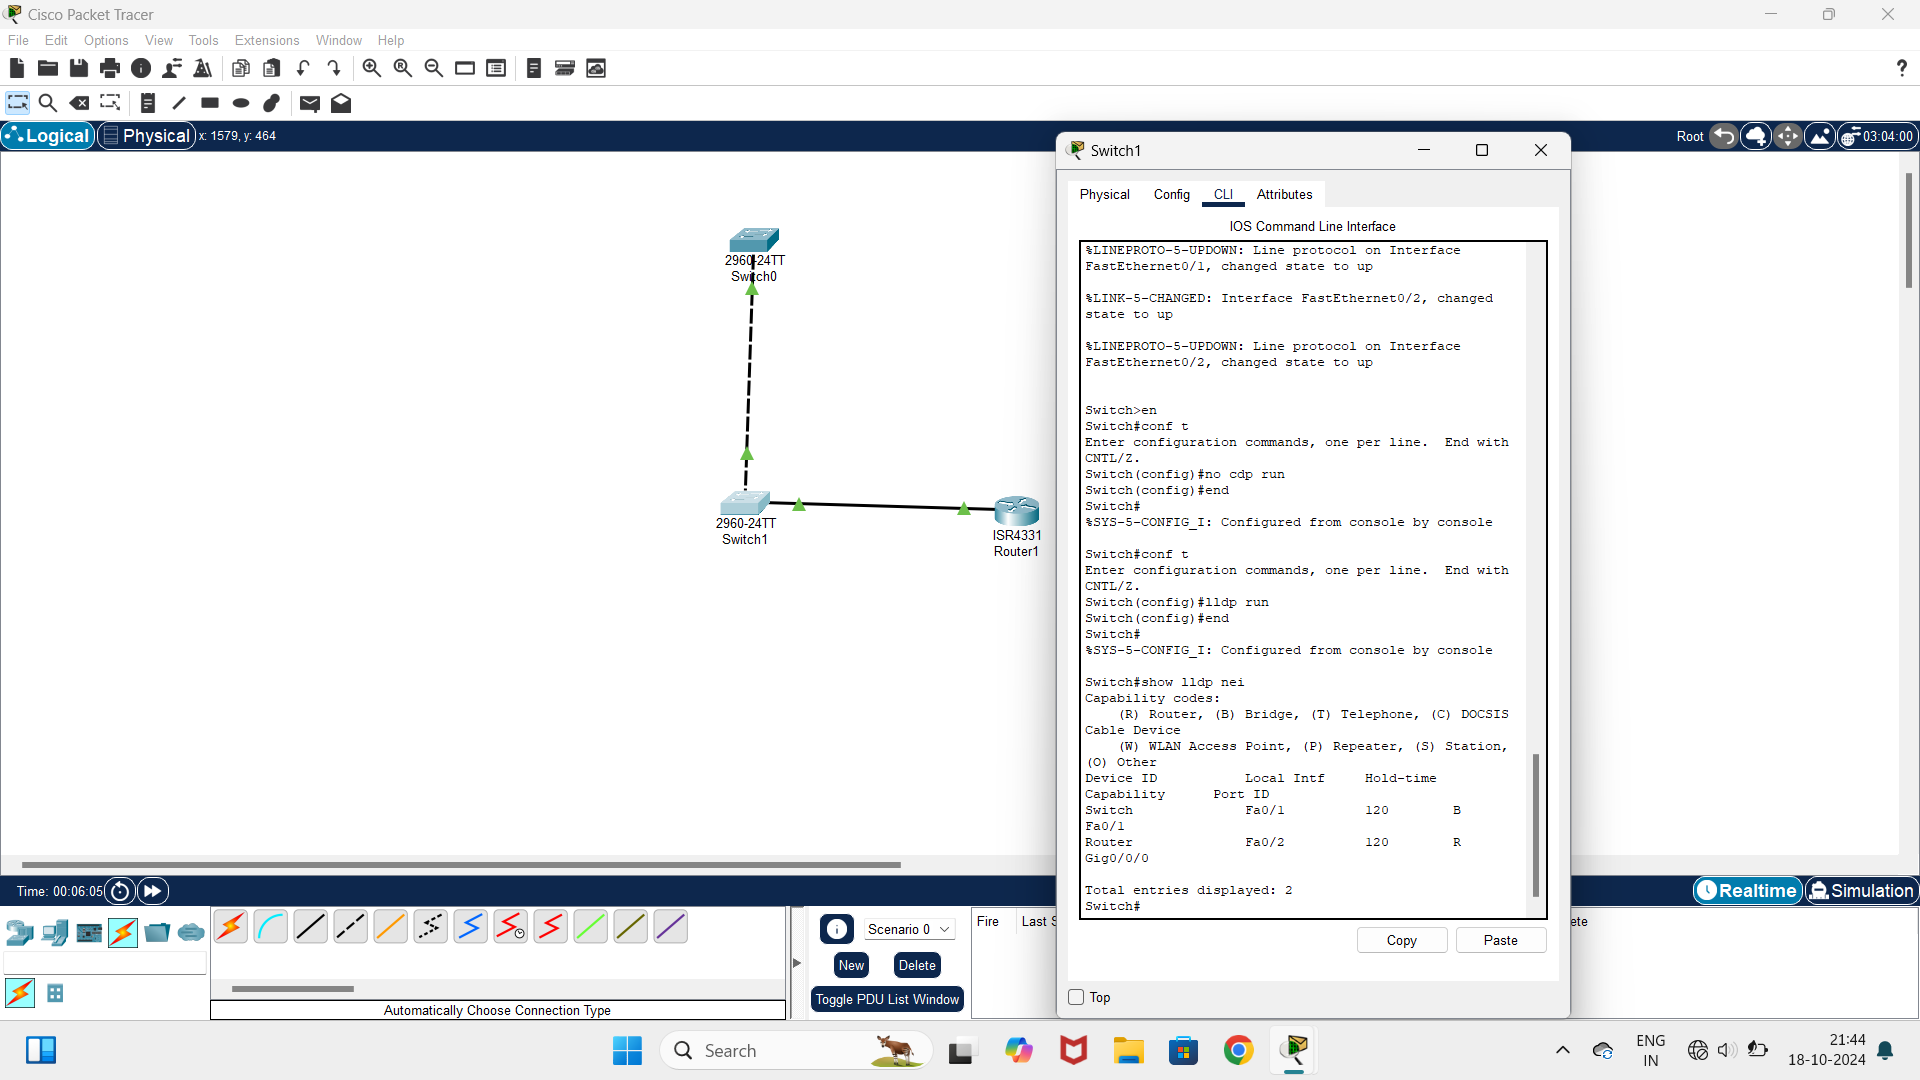 Cisco Packet Tracer
File Edit Options View Tools Extensions Window Help
Logical Physical x: 1579, y: 464
Root 03:04:00
2960-24TT
Switch0
2960-24TT
Switch1
ISR4331
Router1
Switch1
Physical Config CLI Attributes
IOS Command Line Interface
%LINEPROTO-5-UPDOWN: Line protocol on Interface
FastEthernet0/1, changed state to up
%LINK-5-CHANGED: Interface FastEthernet0/2, changed
state to up
%LINEPROTO-5-UPDOWN: Line protocol on Interface
FastEthernet0/2, changed state to up
Switch>en
Switch#conf t
Enter configuration commands, one per line. End with
CNTL/Z.
Switch(config)#no cdp run
Switch(config)#end
Switch#
%SYS-5-CONFIG_I: Configured from console by console
Switch#conf t
Enter configuration commands, one per line. End with
CNTL/Z.
Switch(config)#lldp run
Switch(config)#end
Switch#
%SYS-5-CONFIG_I: Configured from console by console
Switch#show lldp nei
Capability codes:
(R) Router, (B) Bridge, (T) Telephone, (C) DOCSIS
Cable Device
(W) WLAN Access Point, (P) Repeater, (S) Station,
(O) Other
Device ID Local Intf Hold-time
Capability Port ID
Switch Fa0/1 120 B
Fa0/1
Router Fa0/2 120 R
Gig0/0/0
Total entries displayed: 2
Switch#
Copy Paste
Top
Time: 00:06:05
Realtime Simulation
Scenario 0
New Delete
Toggle PDU List Window
Fire Last S
ete
Automatically Choose Connection Type
Search
ENG
IN
21:44
18-10-2024